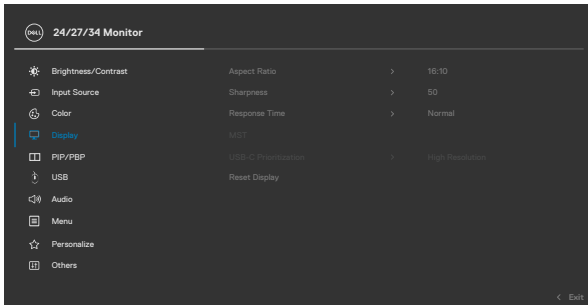 DELL 24/27/34 Monitor
Brightness/Contrast Aspect Ratio > 16:10
Input Source Sharpness > 50
Color Response Time > Normal
Display MST
PIP/PBP USB-C Prioritization > High Resolution
USB Reset Display
Audio
Menu
Personalize
Others
< Exit